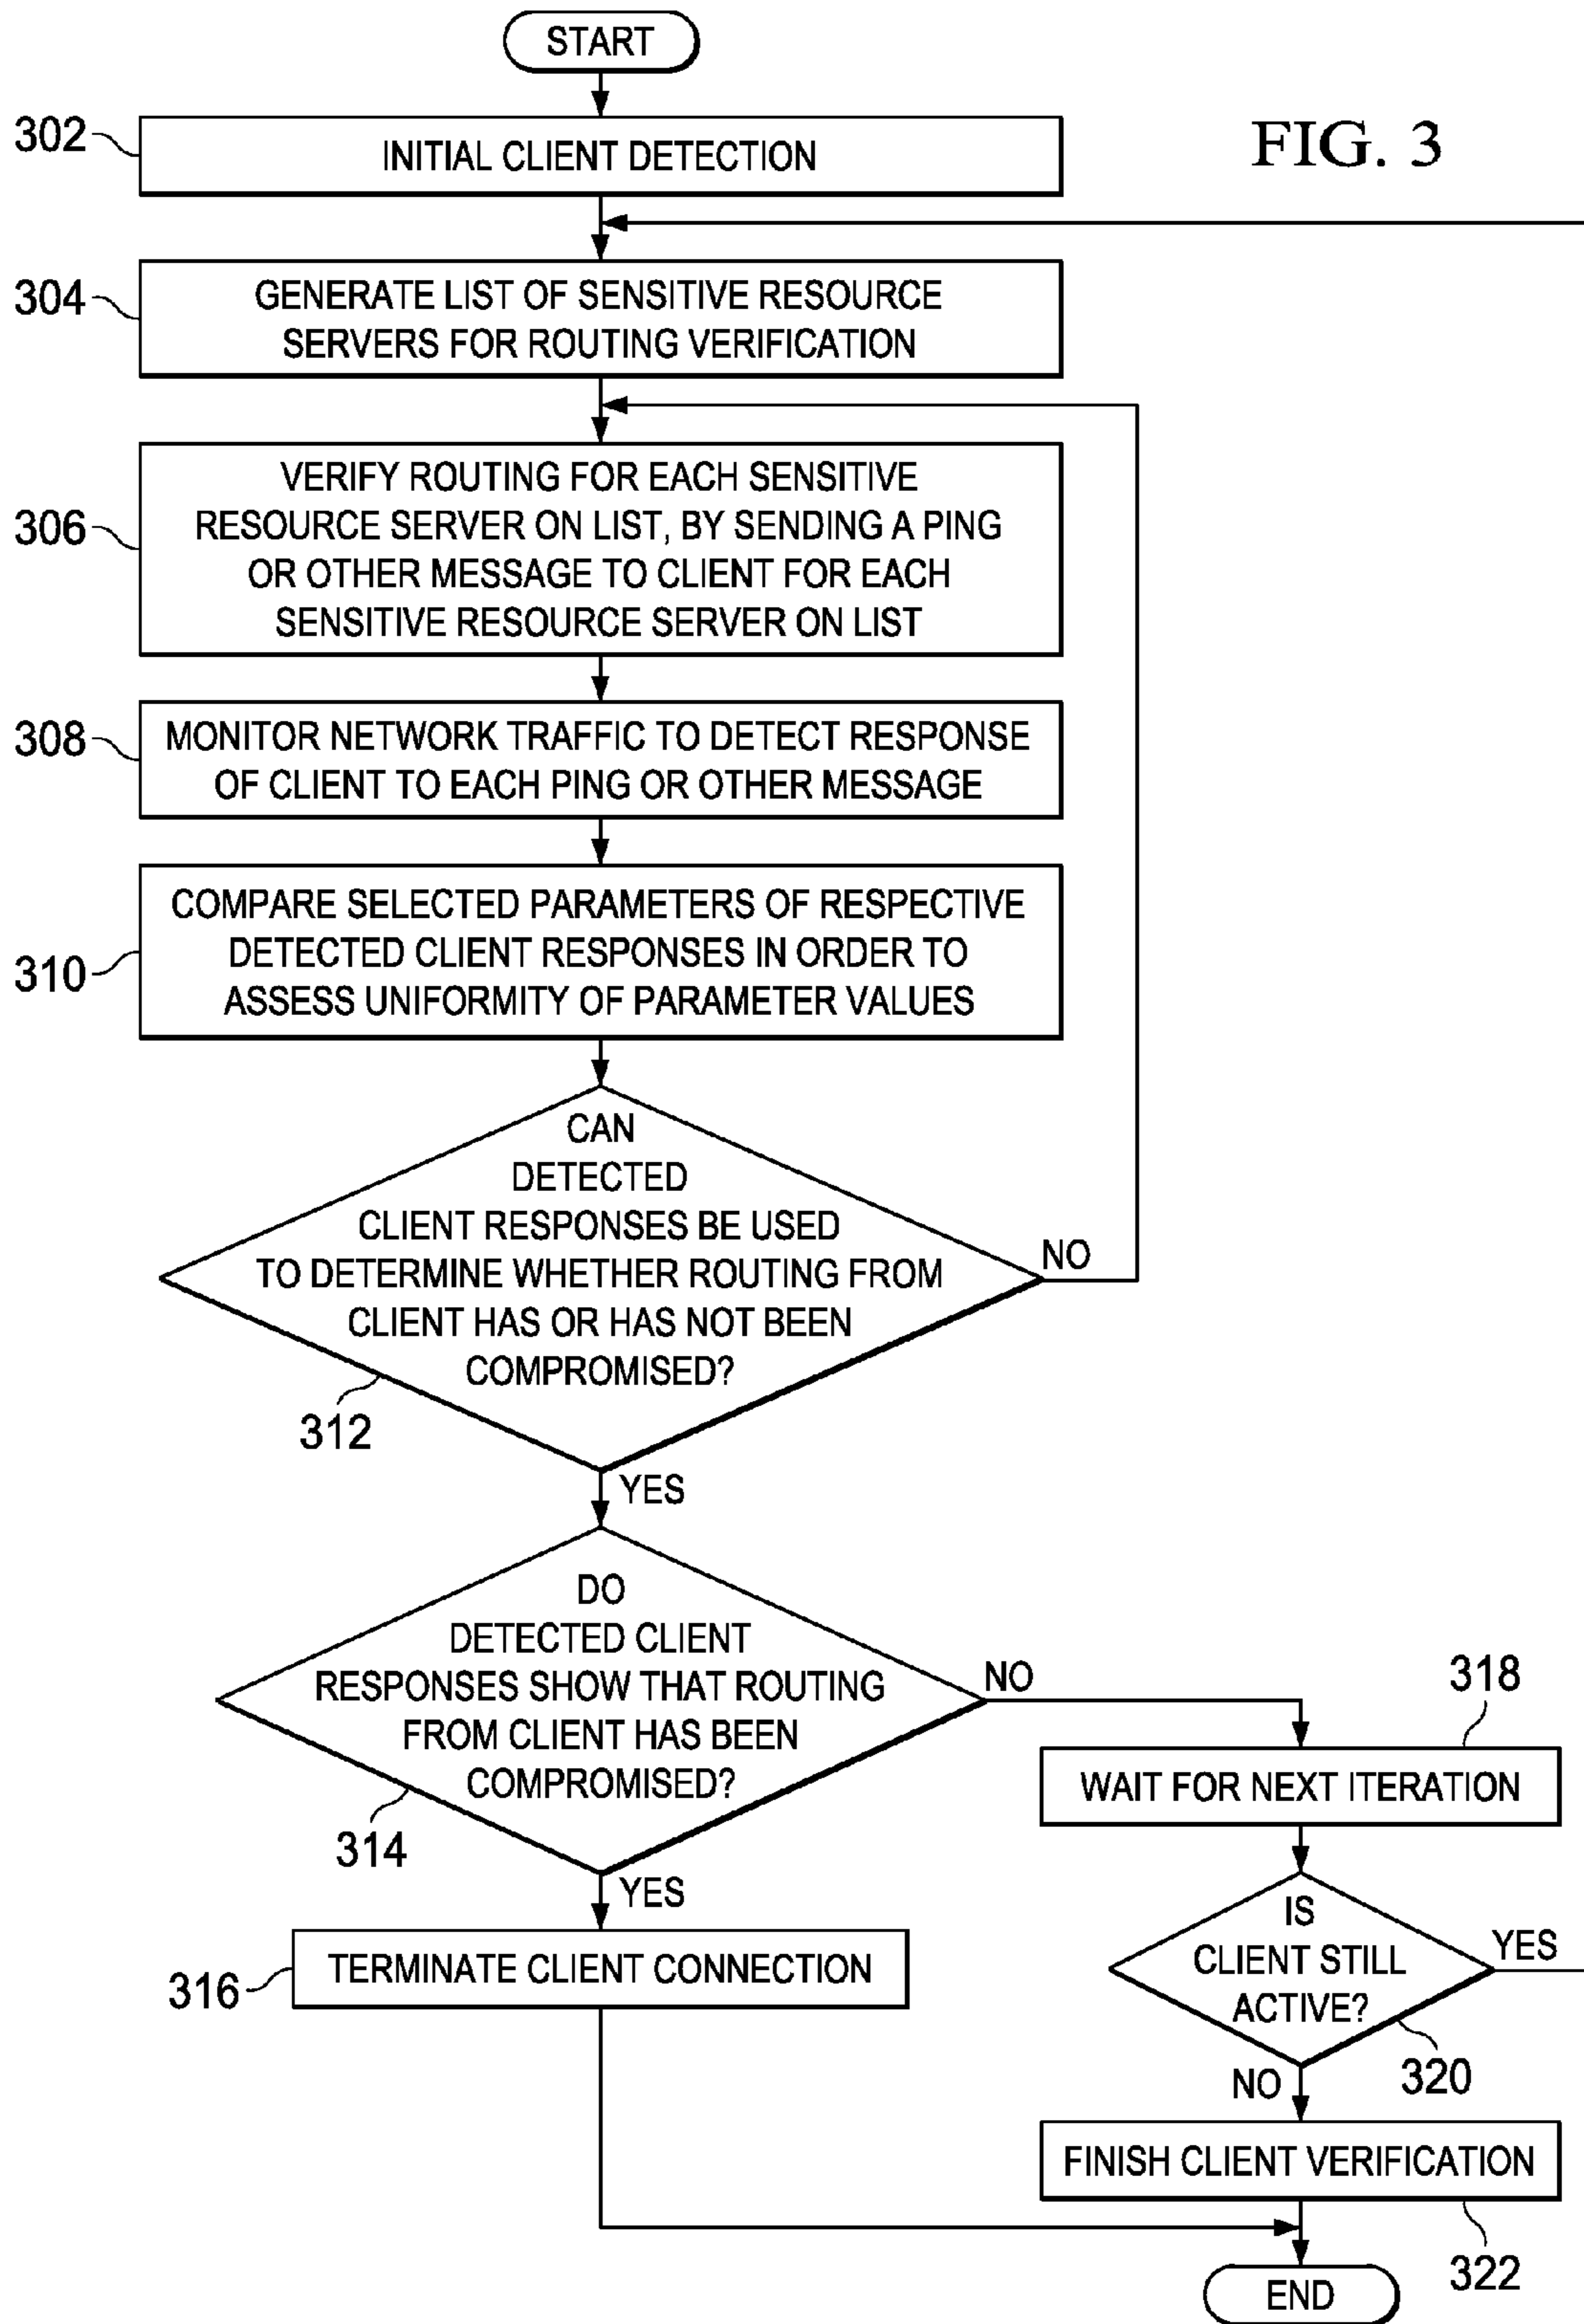 START
FIG. 3
302
INITIAL CLIENT DETECTION
304
GENERATE LIST OF SENSITIVE RESOURCE
SERVERS FOR ROUTING VERIFICATION
306
VERIFY ROUTING FOR EACH SENSITIVE
RESOURCE SERVER ON LIST, BY SENDING A PING
OR OTHER MESSAGE TO CLIENT FOR EACH
SENSITIVE RESOURCE SERVER ON LIST
308
MONITOR NETWORK TRAFFIC TO DETECT RESPONSE
OF CLIENT TO EACH PING OR OTHER MESSAGE
310
COMPARE SELECTED PARAMETERS OF RESPECTIVE
DETECTED CLIENT RESPONSES IN ORDER TO
ASSESS UNIFORMITY OF PARAMETER VALUES
CAN
DETECTED
CLIENT RESPONSES BE USED
TO DETERMINE WHETHER ROUTING FROM
CLIENT HAS OR HAS NOT BEEN
COMPROMISED?
NO
312
YES
DO
DETECTED CLIENT
RESPONSES SHOW THAT ROUTING
FROM CLIENT HAS BEEN
COMPROMISED?
NO
314
YES
316
TERMINATE CLIENT CONNECTION
318
WAIT FOR NEXT ITERATION
IS
CLIENT STILL
ACTIVE?
YES
320
NO
FINISH CLIENT VERIFICATION
322
END